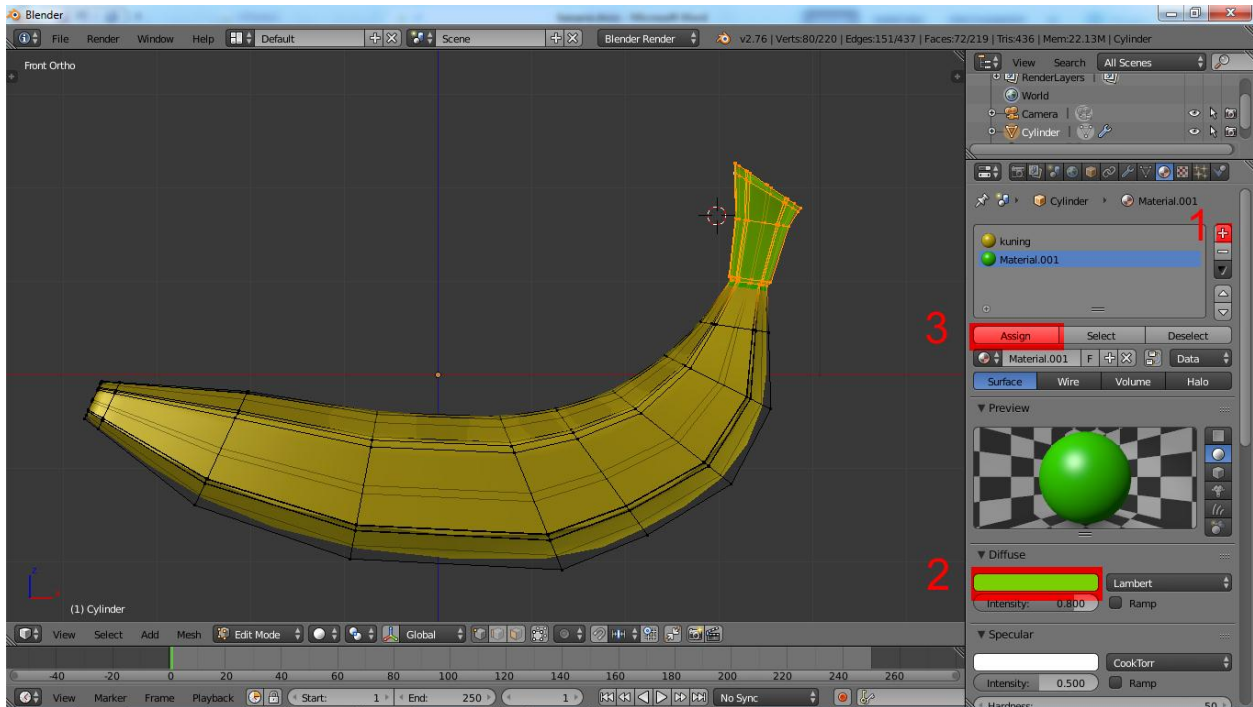 Blender
File Render Window Help Default Scene Blender Render v2.76 | Verts:80/220 | Edges:151/437 | Faces:72/219 | Tris:436 | Mem:22.13M | Cylinder
Front Ortho
View Search All Scenes
RenderLayers |
World
Camera |
Cylinder |
Cylinder Material.001
1
kuning
Material.001
3
Assign Select Deselect
Material.001 F Data
Surface Wire Volume Halo
Preview
Diffuse
2
Lambert
Intensity: 0.800 Ramp
z
x
(1) Cylinder
Specular
View Select Add Mesh Edit Mode Global
CookTorr
Intensity: 0.500 Ramp
-40 -20 0 20 40 60 80 100 120 140 160 180 200 220 240 260
View Marker Frame Playback Start: 1 End: 250 1 No Sync
Hardness: 50